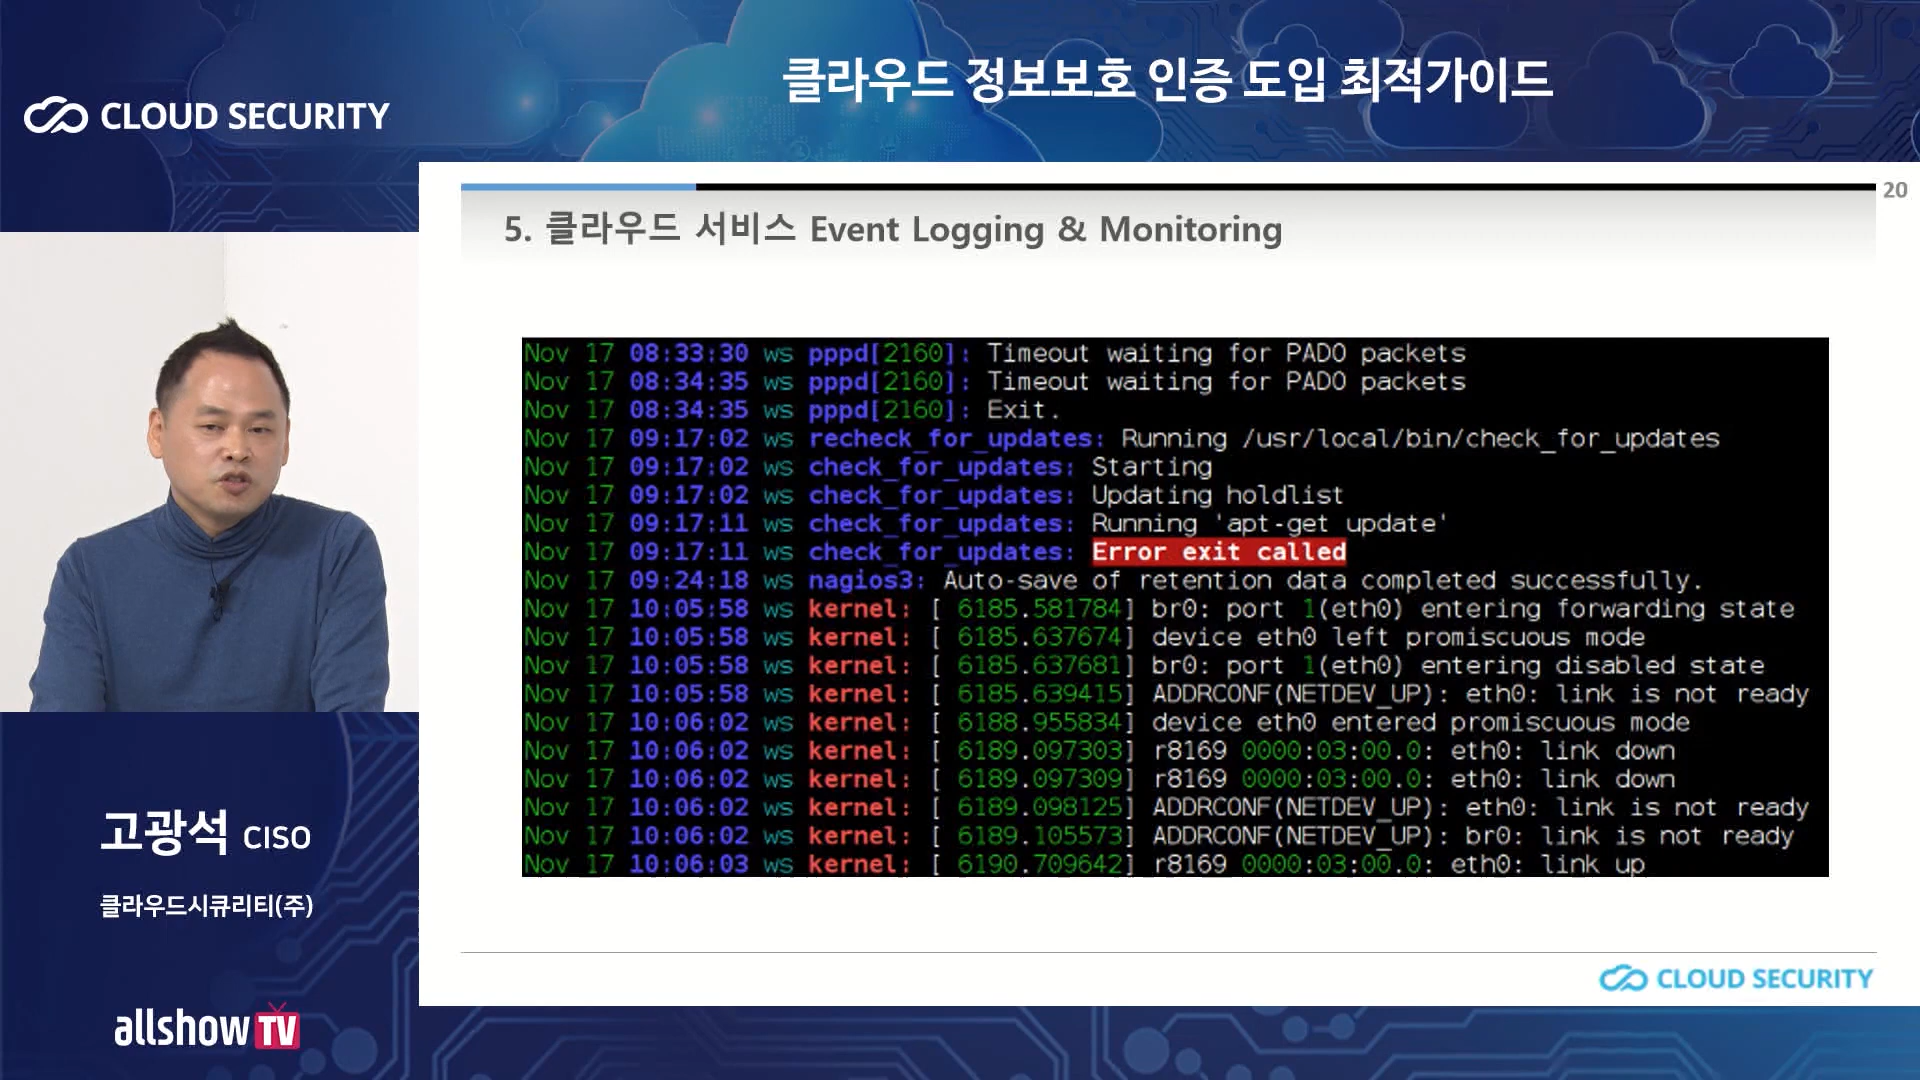 CLOUD SECURITY
클라우드 정보보호 인증 도입 최적가이드
20
5. 클라우드 서비스 Event Logging & Monitoring
Nov 17 08:33:30 ws pppd[2160]: Timeout waiting for PADO packets
Nov 17 08:34:35 ws pppd[2160]: Timeout waiting for PADO packets
Nov 17 08:34:35 ws pppd[2160]: Exit.
Nov 17 09:17:02 ws recheck_for_updates: Running /usr/local/bin/check_for_updates
Nov 17 09:17:02 ws check_for_updates: Starting
Nov 17 09:17:02 ws check_for_updates: Updating holdlist
Nov 17 09:17:11 ws check_for_updates: Running 'apt-get update'
Nov 17 09:17:11 ws check_for_updates: Error exit called
Nov 17 09:24:18 ws nagios3: Auto-save of retention data completed successfully.
Nov 17 10:05:58 ws kernel: [ 6185.581784] br0: port 1(eth0) entering forwarding state
Nov 17 10:05:58 ws kernel: [ 6185.637674] device eth0 left promiscuous mode
Nov 17 10:05:58 ws kernel: [ 6185.637681] br0: port 1(eth0) entering disabled state
Nov 17 10:05:58 ws kernel: [ 6185.639415] ADDRCONF(NETDEV_UP): eth0: link is not ready
Nov 17 10:06:02 ws kernel: [ 6188.955834] device eth0 entered promiscuous mode
Nov 17 10:06:02 ws kernel: [ 6189.097303] r8169 0000:03:00.0: eth0: link down
Nov 17 10:06:02 ws kernel: [ 6189.097309] r8169 0000:03:00.0: eth0: link down
Nov 17 10:06:02 ws kernel: [ 6189.098125] ADDRCONF(NETDEV_UP): eth0: link is not ready
Nov 17 10:06:02 ws kernel: [ 6189.105573] ADDRCONF(NETDEV_UP): br0: link is not ready
Nov 17 10:06:03 ws kernel: [ 6190.709642] r8169 0000:03:00.0: eth0: link up
고광석 CISO
클라우드시큐리티(주)
allshow TV
CLOUD SECURITY